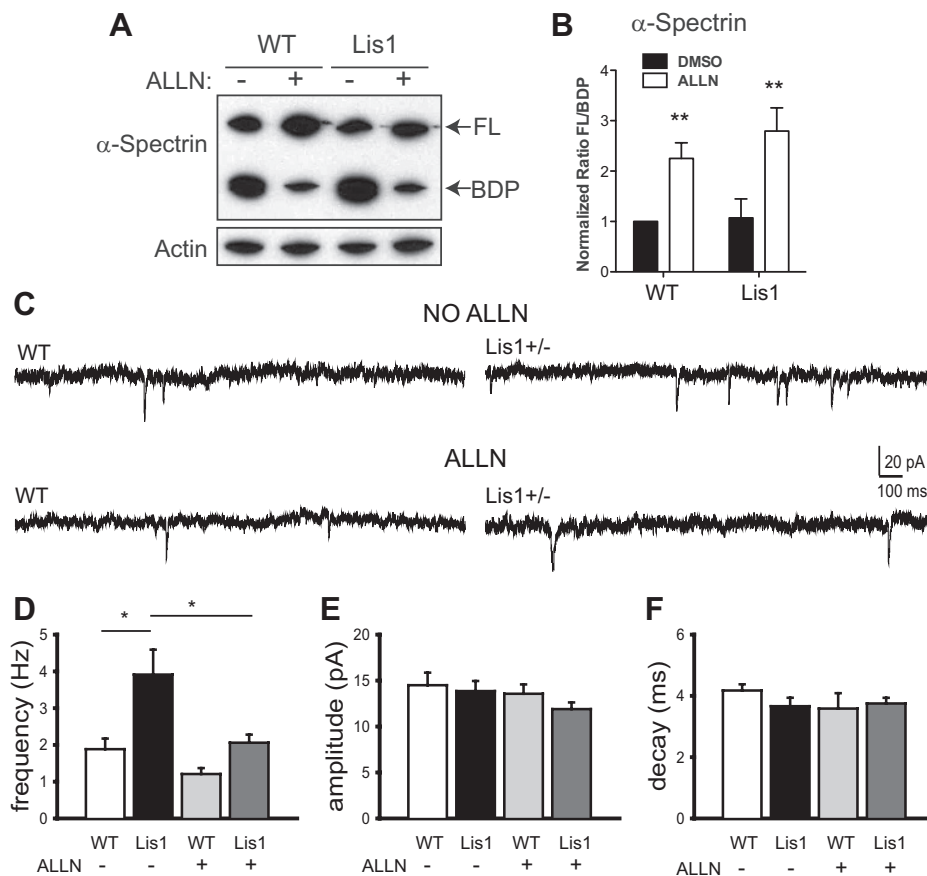 A
WT Lis1
ALLN: - + - +
α-Spectrin
FL
BDP
Actin
B
α-Spectrin
DMSO
ALLN
Normalized Ratio FL/BDP
4
3
2
1
0
**
**
WT Lis1
C
NO ALLN
WT
Lis1+/-
ALLN
WT
Lis1+/-
20 pA
100 ms
D
frequency (Hz)
5
4
3
2
1
0
*
*
WT Lis1 WT Lis1
ALLN - - + +
E
amplitude (pA)
20
15
10
5
0
WT Lis1 WT Lis1
- - + +
F
decay (ms)
6
4
2
0
WT Lis1 WT Lis1
ALLN - - + +